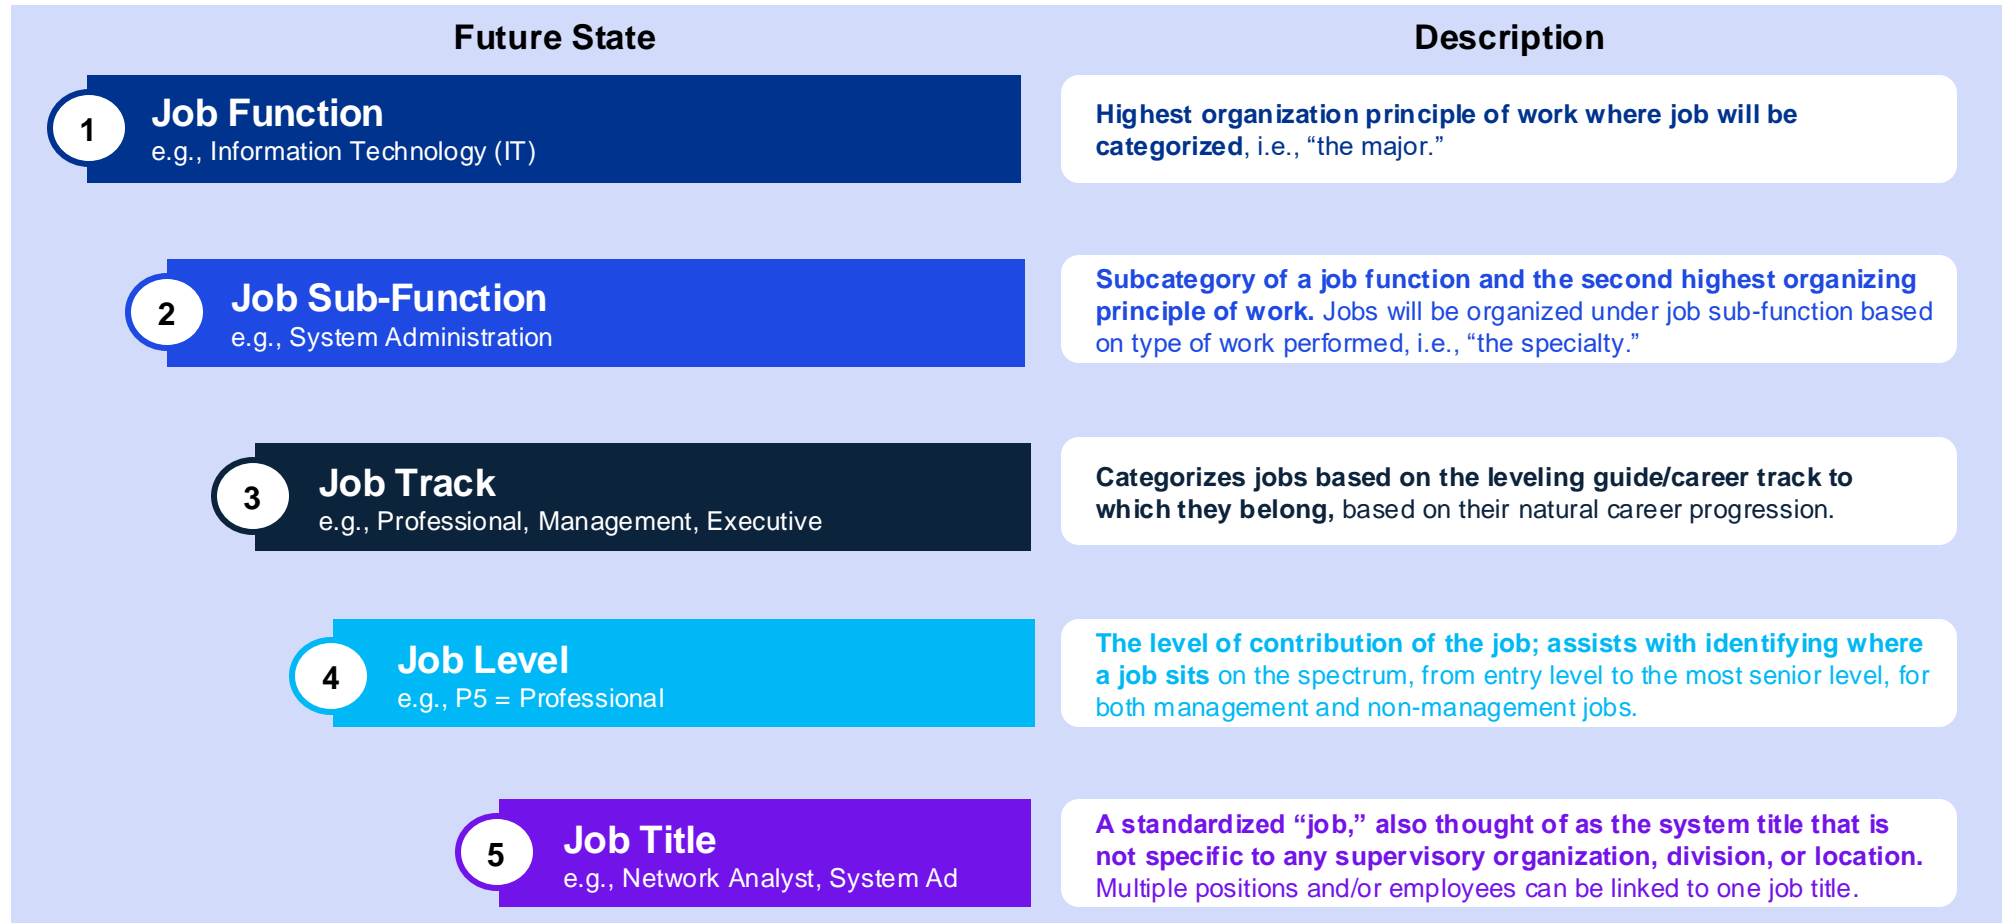 Future State
Description
1
Job Function
e.g., Information Technology (IT)
Highest organization principle of work where job will be
categorized, i.e., “the major.”
2
Job Sub-Function
e.g., System Administration
Subcategory of a job function and the second highest organizing
principle of work. Jobs will be organized under job sub-function based
on type of work performed, i.e., “the specialty.”
3
Job Track
e.g., Professional, Management, Executive
Categorizes jobs based on the leveling guide/career track to
which they belong, based on their natural career progression.
4
Job Level
e.g., P5 = Professional
The level of contribution of the job; assists with identifying where
a job sits on the spectrum, from entry level to the most senior level, for
both management and non-management jobs.
5
Job Title
e.g., Network Analyst, System Ad
A standardized “job,” also thought of as the system title that is
not specific to any supervisory organization, division, or location.
Multiple positions and/or employees can be linked to one job title.